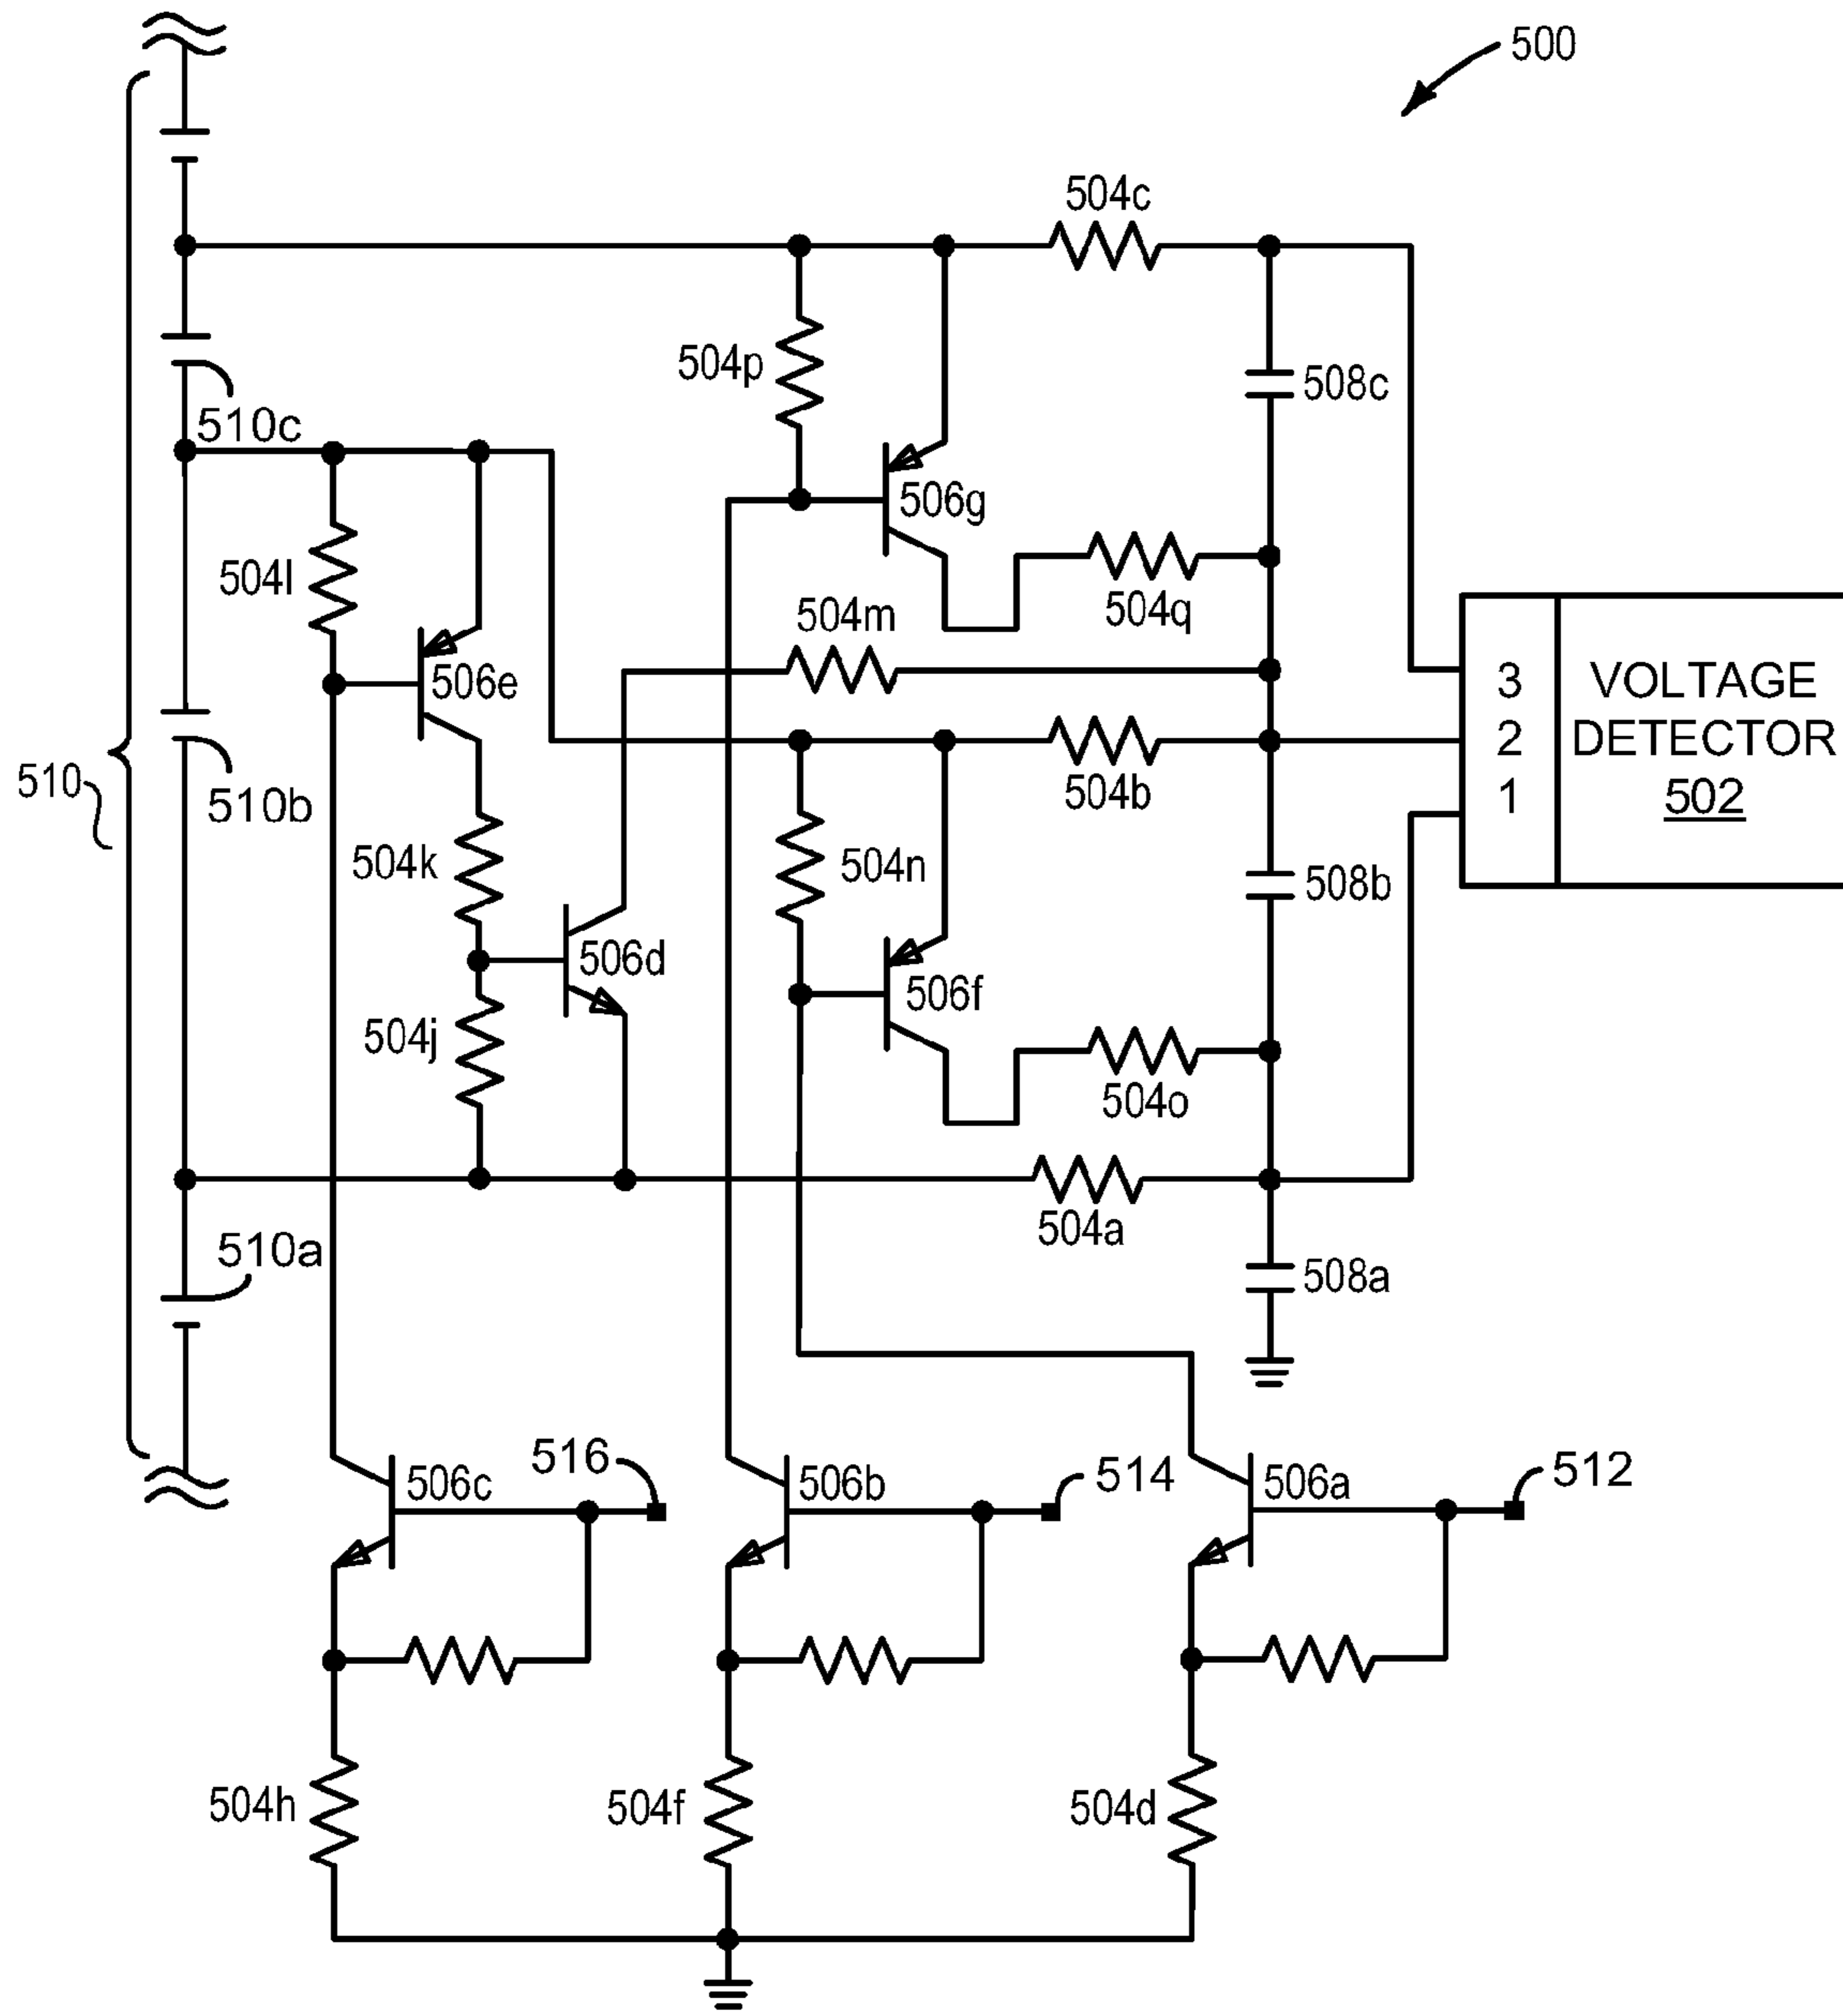 500
504c
504p
508c
510c
506g
504l
504q
504m
506e
3 VOLTAGE
2 DETECTOR
1 502
510
510b
504b
504k
504n
508b
506d
506f
504j
504o
504a
510a
508a
516
514
512
506c
506b
506a
504h
504f
504d